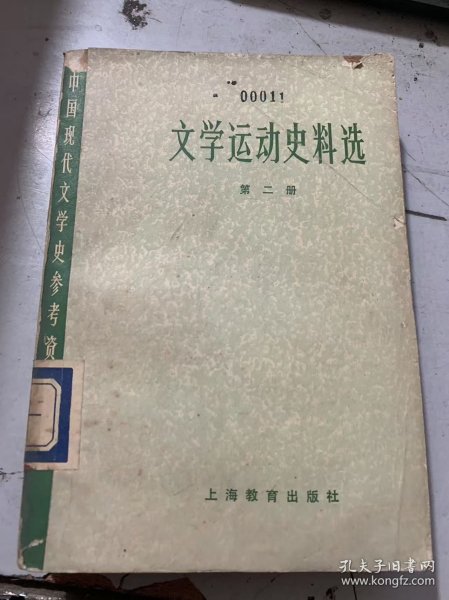 00011
文学运动史料选
第二册
中国现代文学史参考资
一
上海教育出版社
孔夫子旧书网
www.kongfz.com